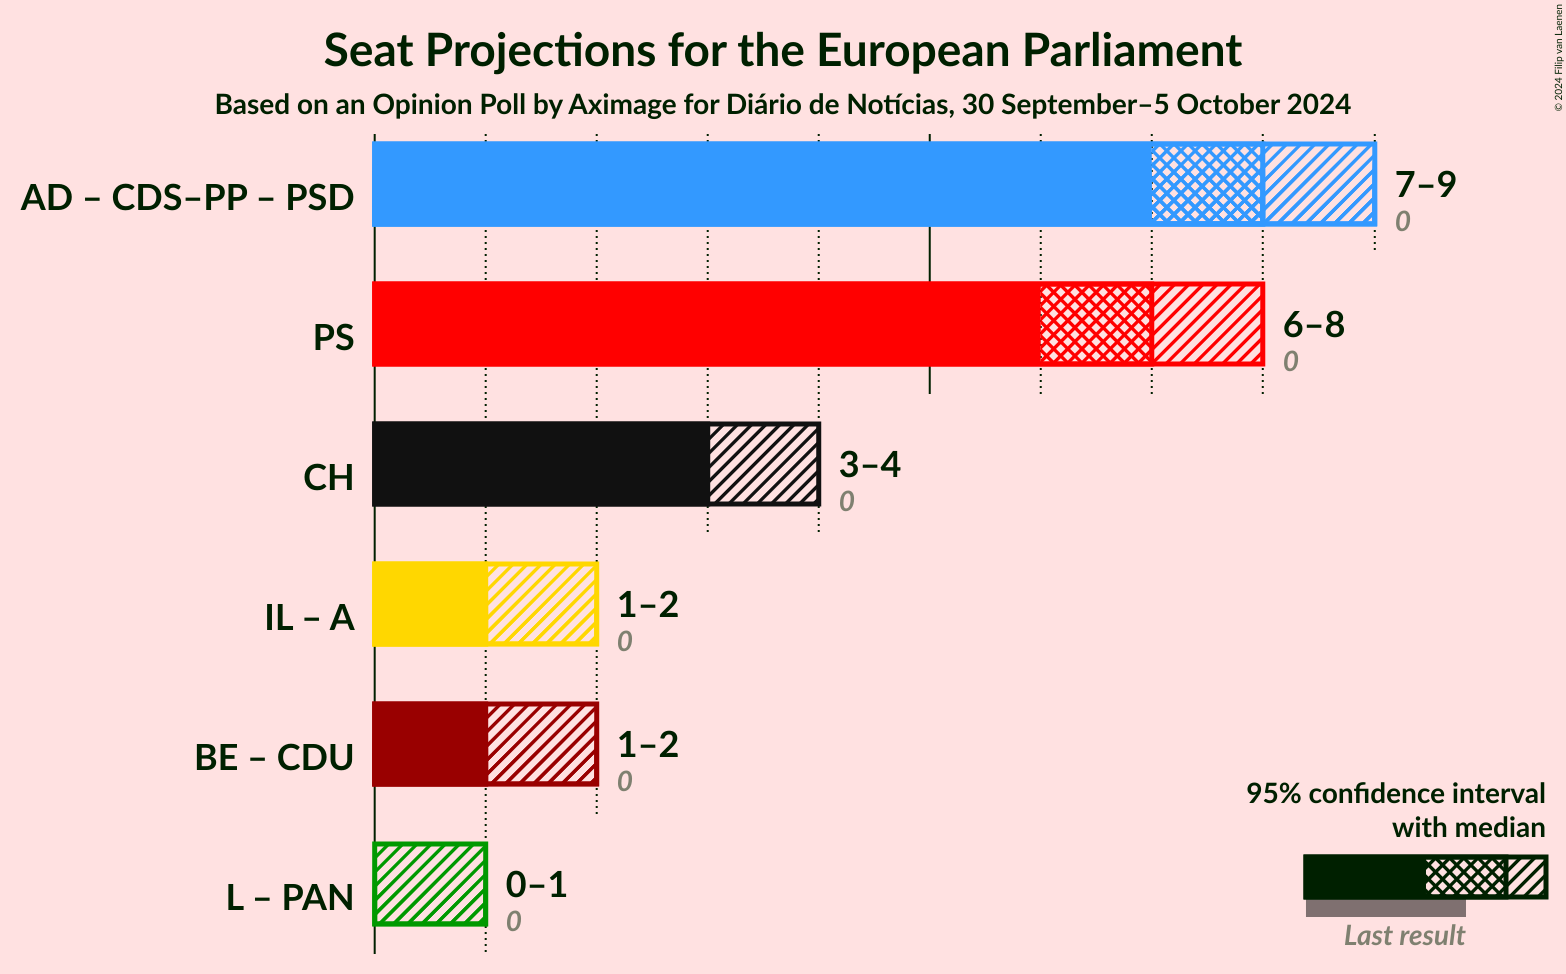 Seat Projections for the European Parliament
Based on an Opinion Poll by Aximage for Diário de Notícias, 30 September–5 October 2024
© 2024 Filip van Laenen
AD – CDS–PP – PSD
7–9
0
PS
6–8
0
CH
3–4
0
IL – A
1–2
0
BE – CDU
1–2
0
L – PAN
0–1
0
95% confidence interval
with median
Last result